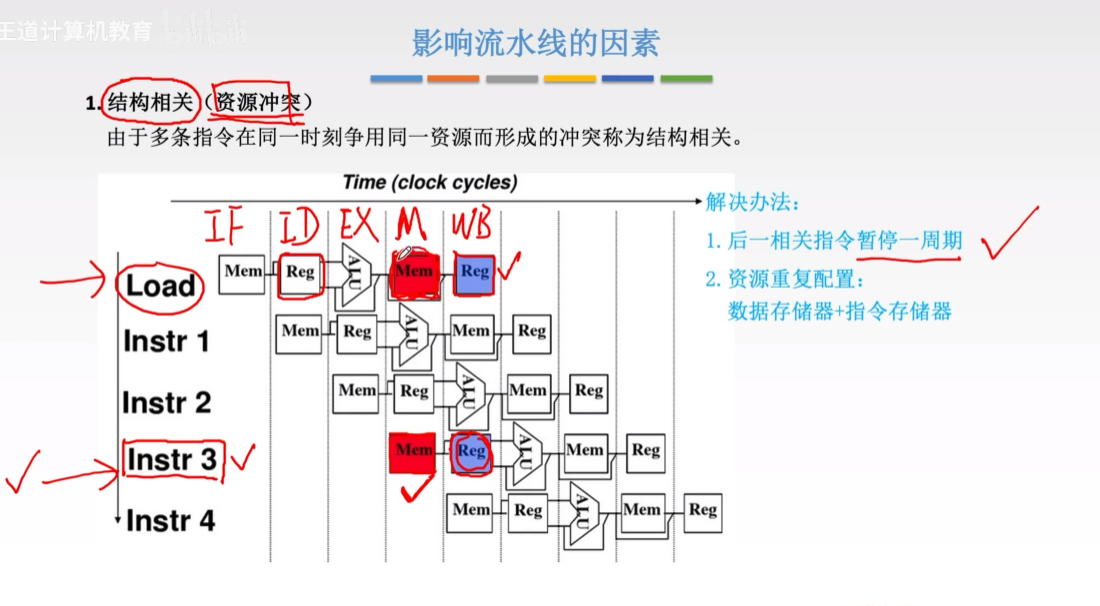 王道计算机教育 bilibili
影响流水线的因素
1. 结构相关（资源冲突）
由于多条指令在同一时刻争用同一资源而形成的冲突称为结构相关。
Time (clock cycles)
IF ID EX M WB
Load Mem Reg ALU Mem Reg
Instr 1 Mem Reg ALU Mem Reg
Instr 2 Mem Reg ALU Mem Reg
Instr 3 Mem Reg ALU Mem Reg
Instr 4 Mem Reg ALU Mem Reg
解决办法：
1. 后一相关指令暂停一周期
2. 资源重复配置：
数据存储器+指令存储器